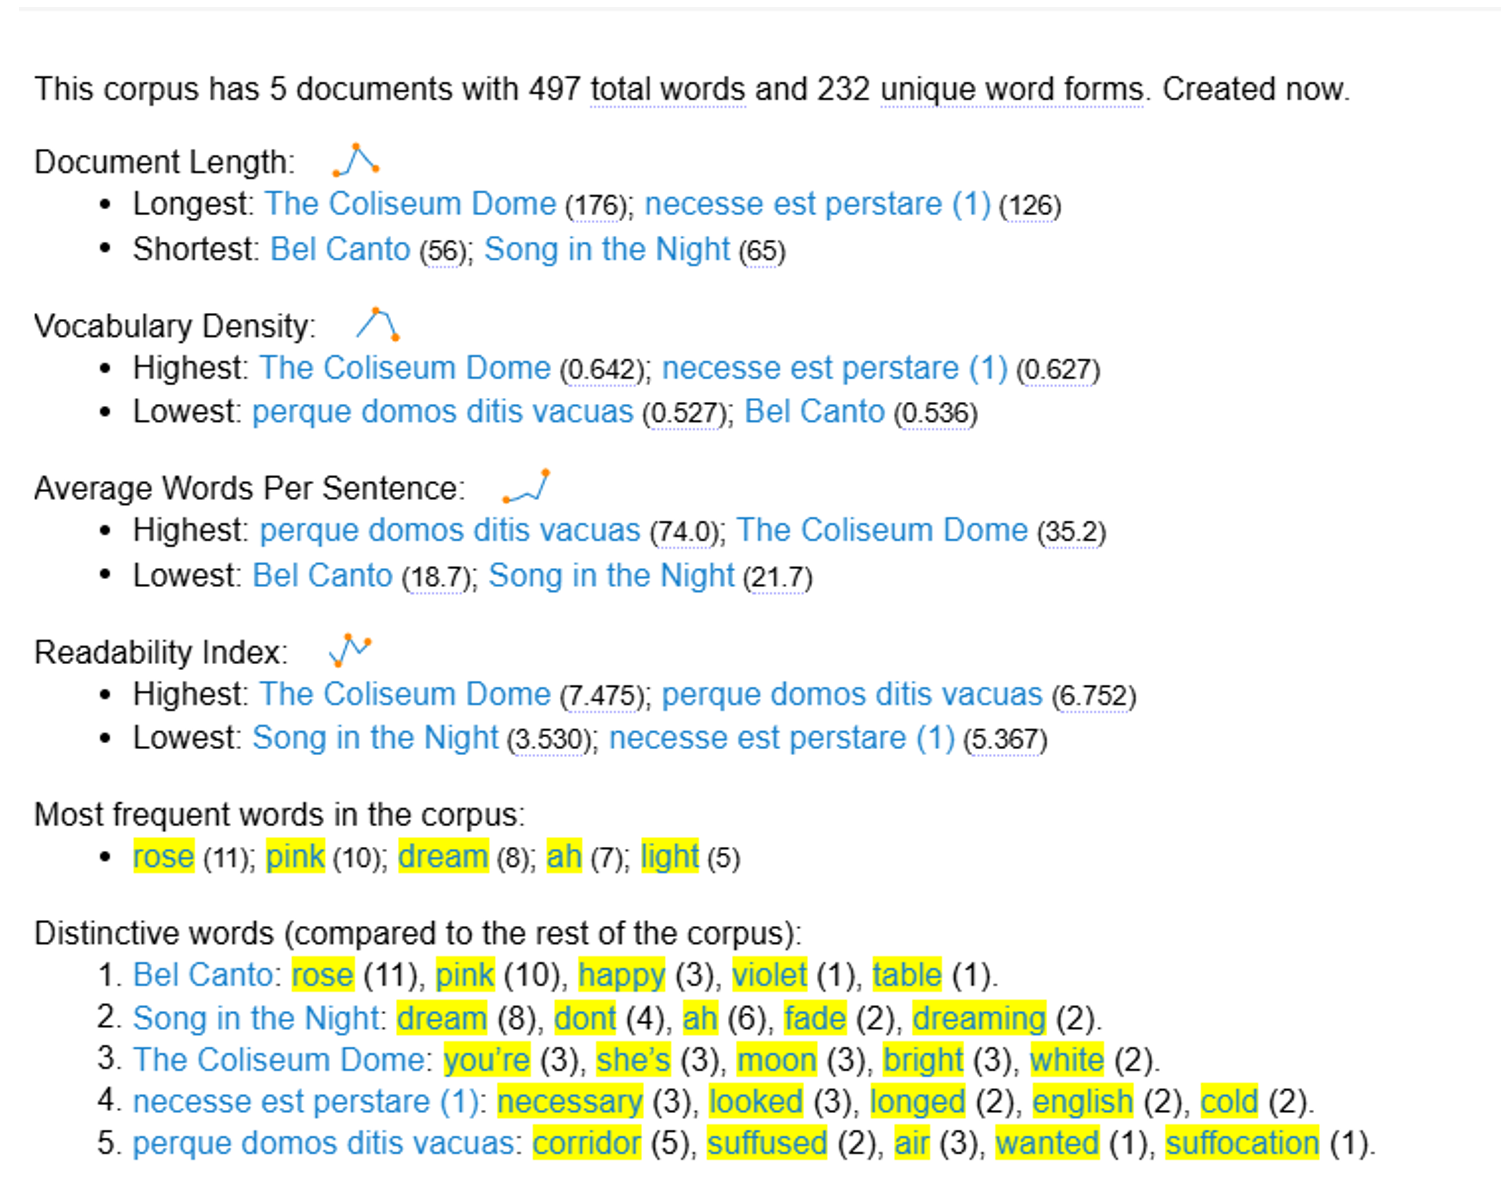 This corpus has 5 documents with 497 total words and 232 unique word forms. Created now.
Document Length:
• Longest: The Coliseum Dome (176); necesse est perstare (1) (126)
• Shortest: Bel Canto (56); Song in the Night (65)
Vocabulary Density:
• Highest: The Coliseum Dome (0.642); necesse est perstare (1) (0.627)
• Lowest: perque domos ditis vacuas (0.527); Bel Canto (0.536)
Average Words Per Sentence:
• Highest: perque domos ditis vacuas (74.0); The Coliseum Dome (35.2)
• Lowest: Bel Canto (18.7); Song in the Night (21.7)
Readability Index:
• Highest: The Coliseum Dome (7.475); perque domos ditis vacuas (6.752)
• Lowest: Song in the Night (3.530); necesse est perstare (1) (5.367)
Most frequent words in the corpus:
• rose (11); pink (10); dream (8); ah (7); light (5)
Distinctive words (compared to the rest of the corpus):
1. Bel Canto: rose (11), pink (10), happy (3), violet (1), table (1).
2. Song in the Night: dream (8), dont (4), ah (6), fade (2), dreaming (2).
3. The Coliseum Dome: you’re (3), she’s (3), moon (3), bright (3), white (2).
4. necesse est perstare (1): necessary (3), looked (3), longed (2), english (2), cold (2).
5. perque domos ditis vacuas: corridor (5), suffused (2), air (3), wanted (1), suffocation (1).